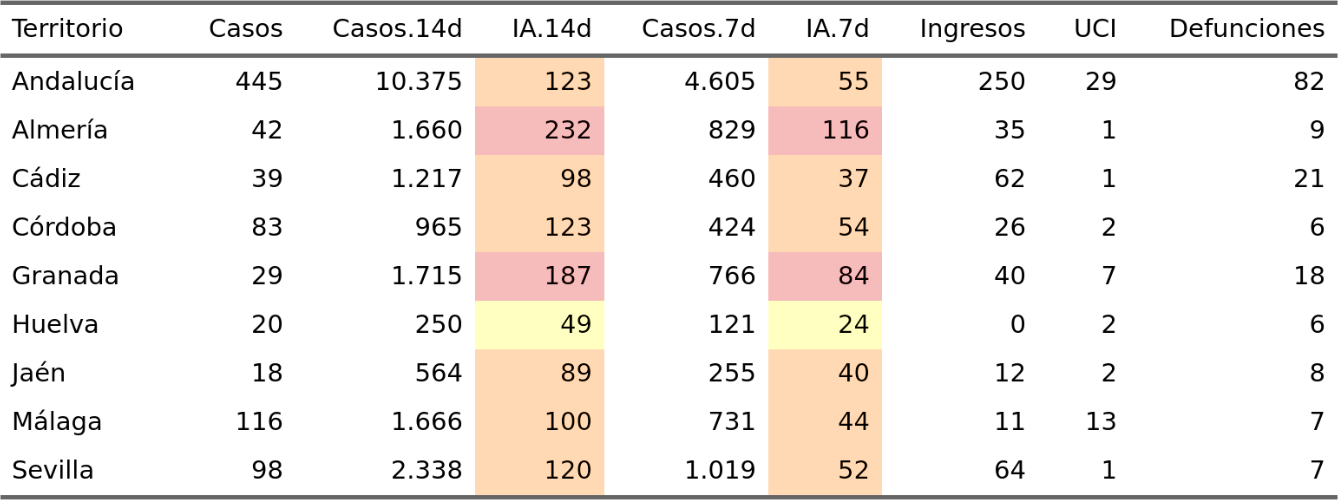 Territorio Casos Casos.14d IA.14d Casos.7d IA.7d Ingresos UCI Defunciones
Andalucía 445 10.375 123 4.605 55 250 29 82
Almería 42 1.660 232 829 116 35 1 9
Cádiz 39 1.217 98 460 37 62 1 21
Córdoba 83 965 123 424 54 26 2 6
Granada 29 1.715 187 766 84 40 7 18
Huelva 20 250 49 121 24 0 2 6
Jaén 18 564 89 255 40 12 2 8
Málaga 116 1.666 100 731 44 11 13 7
Sevilla 98 2.338 120 1.019 52 64 1 7